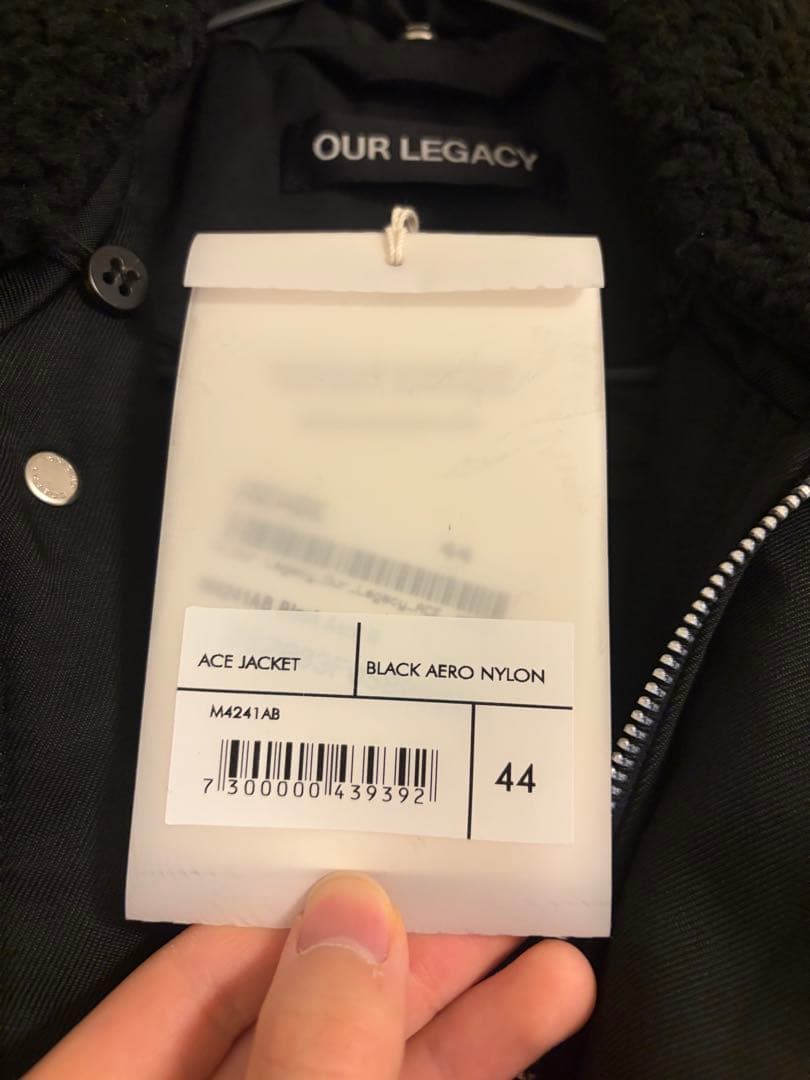 OUR LEGACY
ACE JACKET
BLACK AERO NYLON
M4241AB
7 300000 439392
44